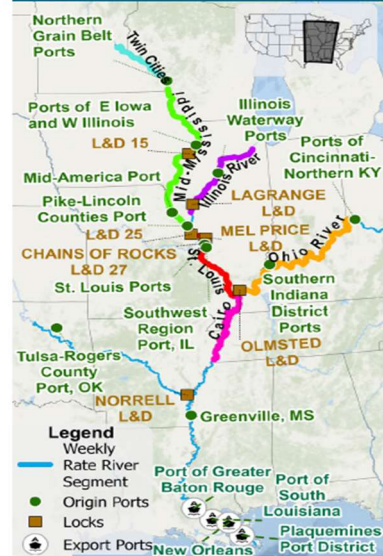 Northern
Grain Belt
Ports
Twin Cities
Ports of E Iowa
and W Illinois
Mid-Mississippi
Illinois
Waterway
Ports
L&D 15
Ports of
Cincinnati-
Northern KY
Mid-America Port
Illinois River
Pike-Lincoln
Counties Port
LAGRANGE
L&D
MEL PRICE
L&D
L&D 25
Ohio River
CHAINS OF ROCKS
L&D 27
St. Louis
St. Louis Ports
Southern
Indiana
District
Ports
Southwest
Region
Port, IL
Cairo
OLMSTED
L&D
Tulsa-Rogers
County
Port, OK
NORRELL
L&D
Greenville, MS
Legend
Weekly
Rate River
Segment
Origin Ports
Locks
Export Ports
Port of Greater
Baton Rouge
Port of
South
Louisiana
New Orleans
Plaquemines
Port District